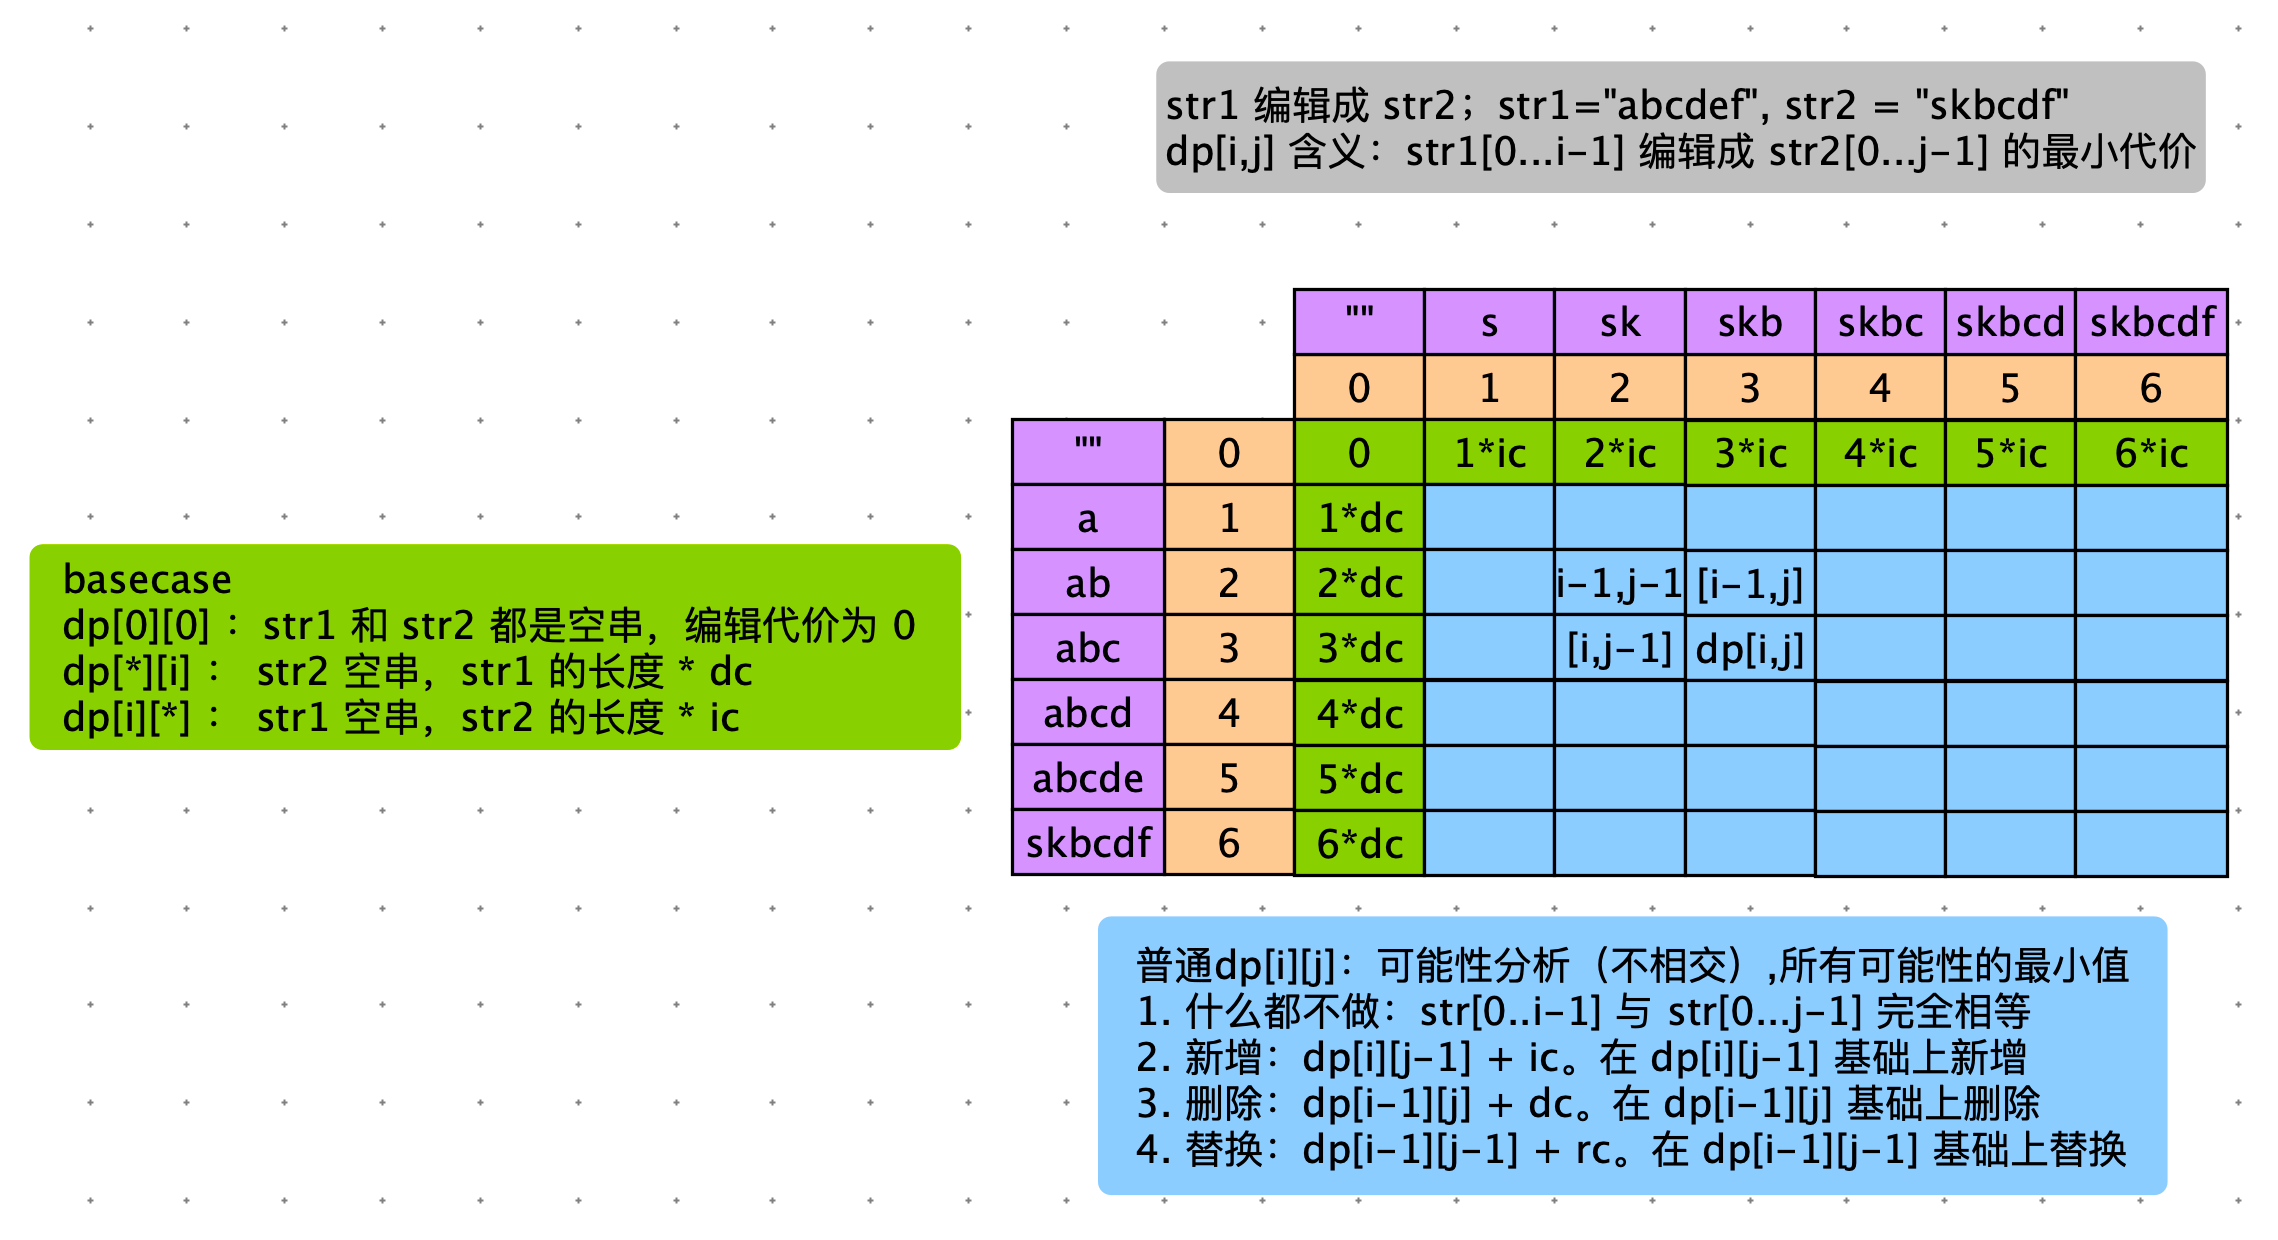 str1 编辑成 str2；str1="abcdef", str2 = "skbcdf"
dp[i,j] 含义：str1[0...i-1] 编辑成 str2[0...j-1] 的最小代价
"" s sk skb skbc skbcd skbcdf
0 1 2 3 4 5 6
"" 0 0 1*ic 2*ic 3*ic 4*ic 5*ic 6*ic
a 1 1*dc
ab 2 2*dc i-1,j-1 [i-1,j]
abc 3 3*dc [i,j-1] dp[i,j]
abcd 4 4*dc
abcde 5 5*dc
skbcdf 6 6*dc
basecase
dp[0][0] ：str1 和 str2 都是空串，编辑代价为 0
dp[*][i] ： str2 空串，str1 的长度 * dc
dp[i][*] ： str1 空串，str2 的长度 * ic
普通dp[i][j]：可能性分析（不相交）,所有可能性的最小值
1. 什么都不做：str[0..i-1] 与 str[0...j-1] 完全相等
2. 新增：dp[i][j-1] + ic。在 dp[i][j-1] 基础上新增
3. 删除：dp[i-1][j] + dc。在 dp[i-1][j] 基础上删除
4. 替换：dp[i-1][j-1] + rc。在 dp[i-1][j-1] 基础上替换